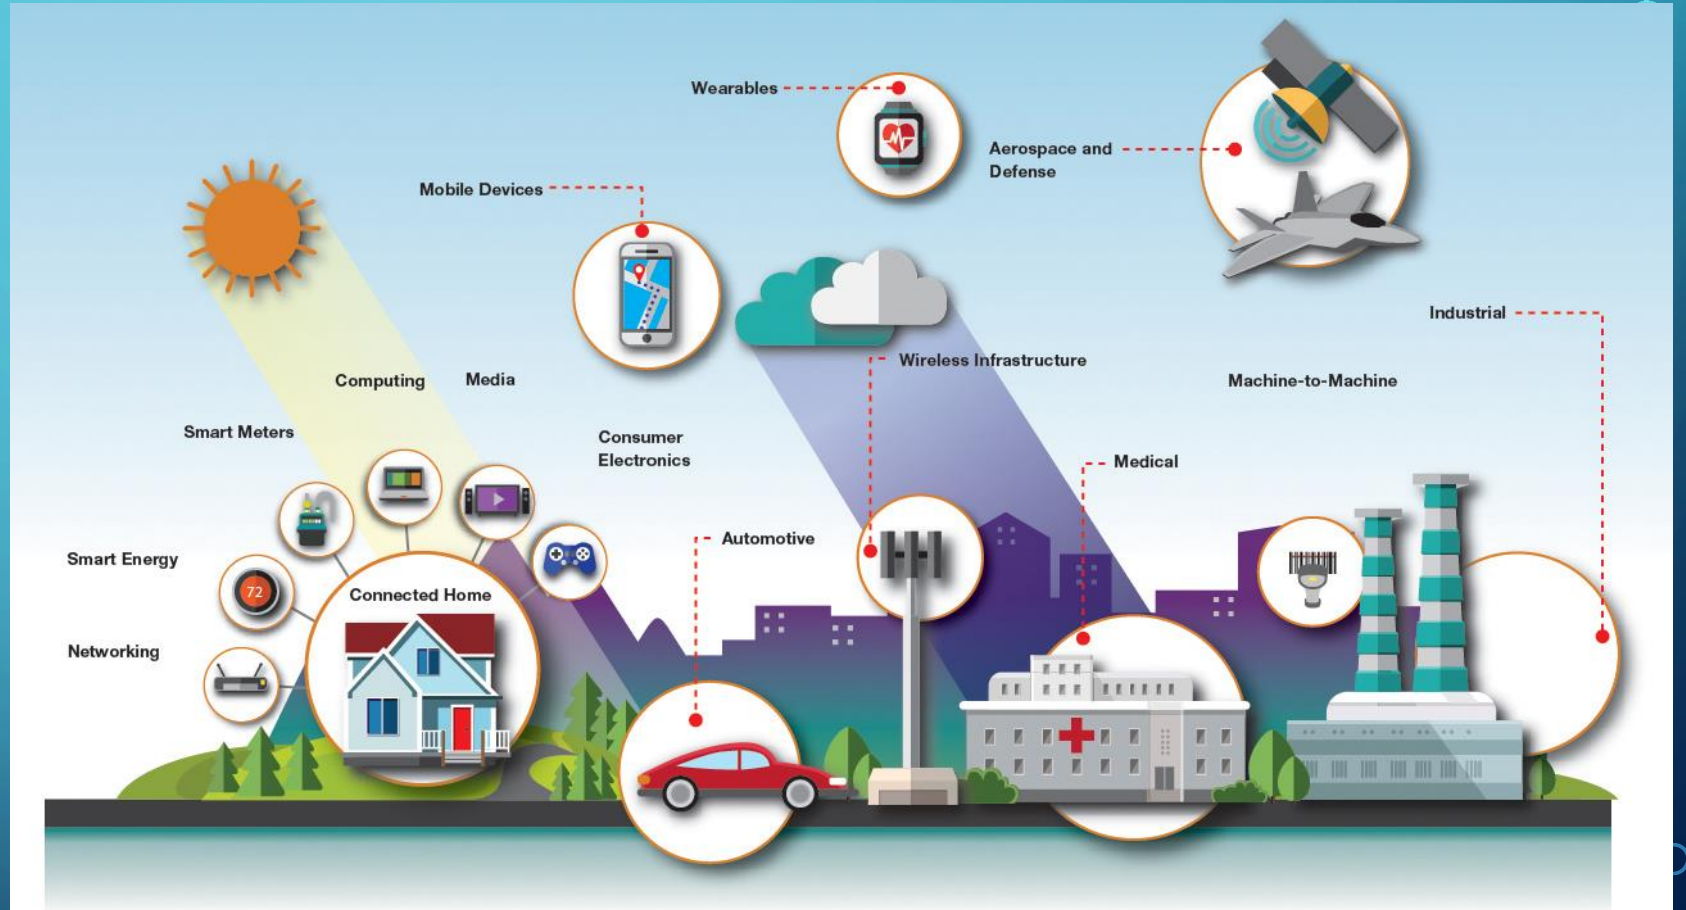 Wearables
Aerospace and
Defense
Mobile Devices
Industrial
Wireless Infrastructure
Computing
Media
Machine-to-Machine
Smart Meters
Consumer
Electronics
Medical
Automotive
Smart Energy
72
Connected Home
Networking